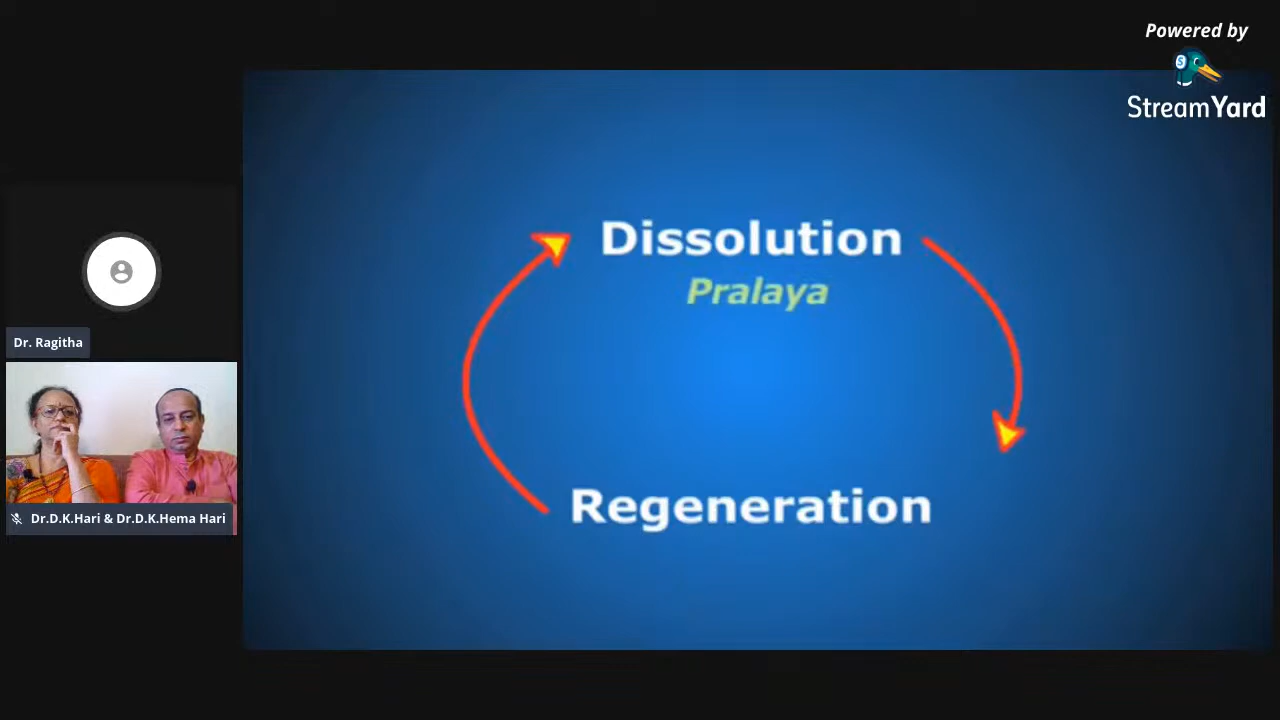 Powered by
StreamYard
Dissolution
Pralaya
Regeneration
Dr. Ragitha
Dr.D.K.Hari & Dr.D.K.Hema Hari